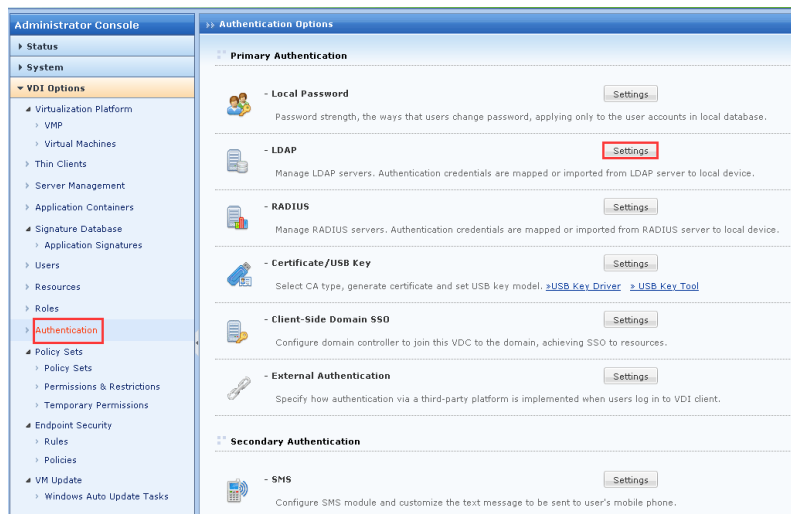 Administrator Console
Status
System
VDI Options
Virtualization Platform
VMP
Virtual Machines
Thin Clients
Server Management
Application Containers
Signature Database
Application Signatures
Users
Resources
Roles
Authentication
Policy Sets
Policy Sets
Permissions & Restrictions
Temporary Permissions
Endpoint Security
Rules
Policies
VM Update
Windows Auto Update Tasks
>> Authentication Options
Primary Authentication
- Local Password Settings
Password strength, the ways that users change password, applying only to the user accounts in local database.
- LDAP Settings
Manage LDAP servers. Authentication credentials are mapped or imported from LDAP server to local device.
- RADIUS Settings
Manage RADIUS servers. Authentication credentials are mapped or imported from RADIUS server to local device.
- Certificate/USB Key Settings
Select CA type, generate certificate and set USB key model. »USB Key Driver » USB Key Tool
- Client-Side Domain SSO Settings
Configure domain controller to join this VDC to the domain, achieving SSO to resources.
- External Authentication Settings
Specify how authentication via a third-party platform is implemented when users log in to VDI client.
Secondary Authentication
- SMS Settings
Configure SMS module and customize the text message to be sent to user's mobile phone.